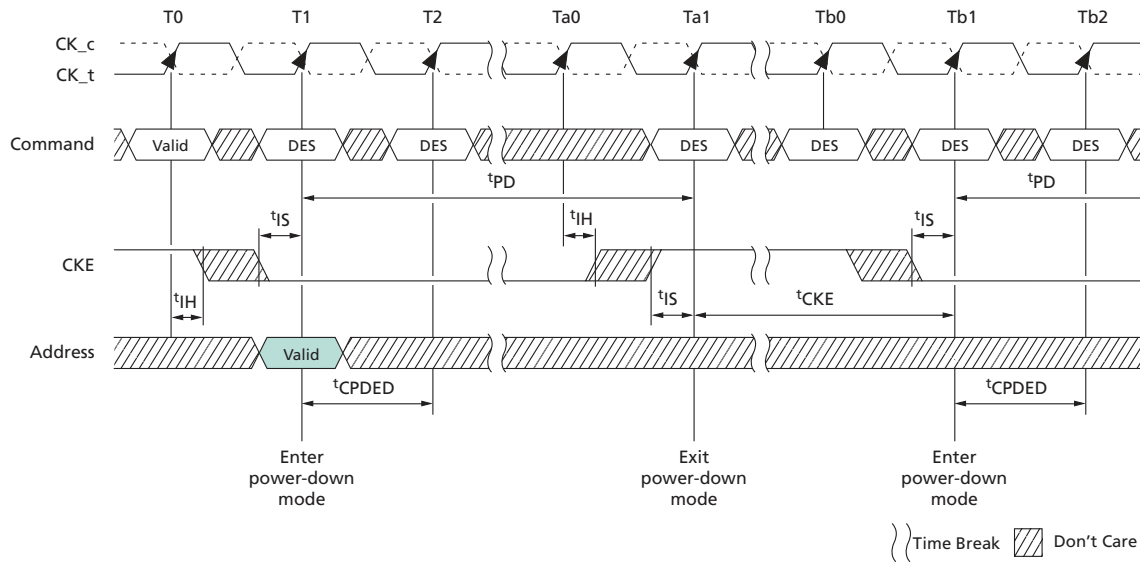 T0 T1 T2 Ta0 Ta1 Tb0 Tb1 Tb2
CK_c
CK_t
Command Valid DES DES DES DES DES DES
tPD tPD
tIS tIH tIS
CKE
tIH tIS tCKE
Address Valid
tCPDED tCPDED
Enter power-down mode
Exit power-down mode
Enter power-down mode
Time Break Don't Care